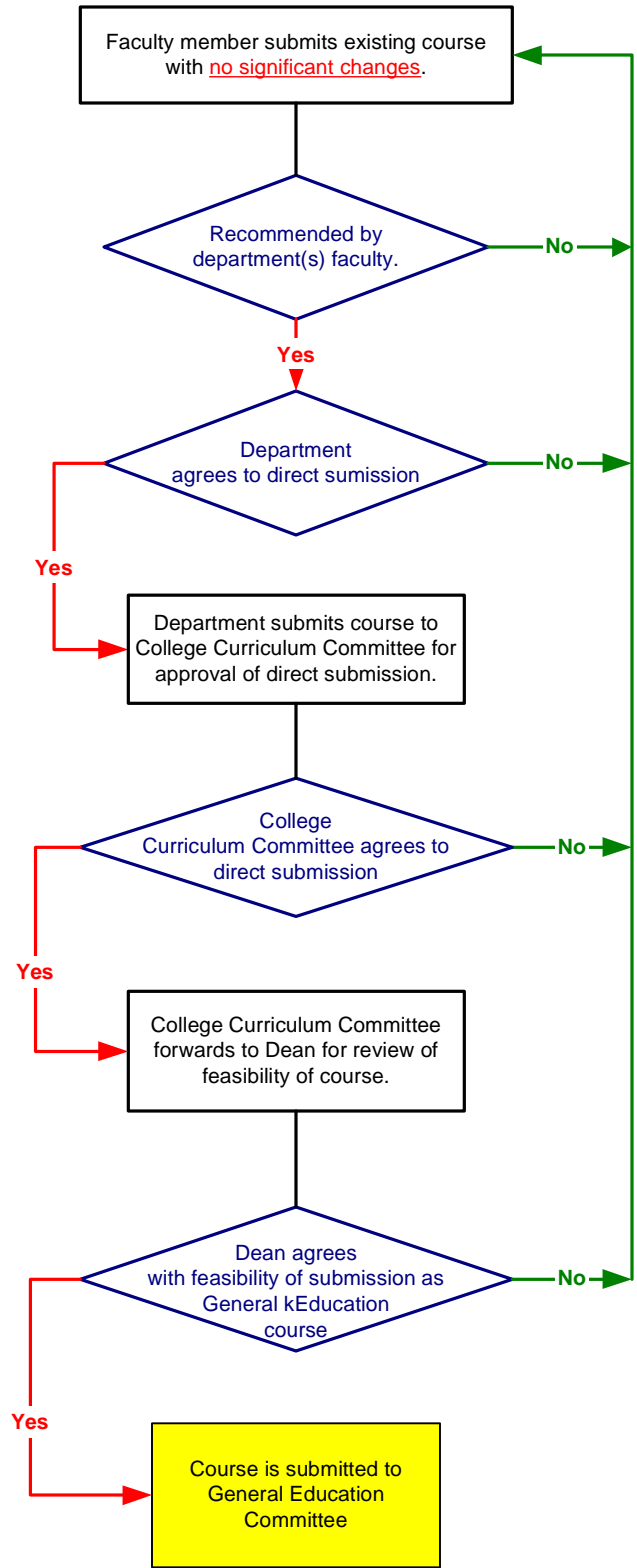 Faculty member submits existing course
with no significant changes.
Recommended by
department(s) faculty.
No
Yes
Department
agrees to direct sumission
No
Yes
Department submits course to
College Curriculum Committee for
approval of direct submission.
College
Curriculum Committee agrees to
direct submission
No
Yes
College Curriculum Committee
forwards to Dean for review of
feasibility of course.
Dean agrees
with feasibility of submission as
General kEducation
course
No
Yes
Course is submitted to
General Education
Committee